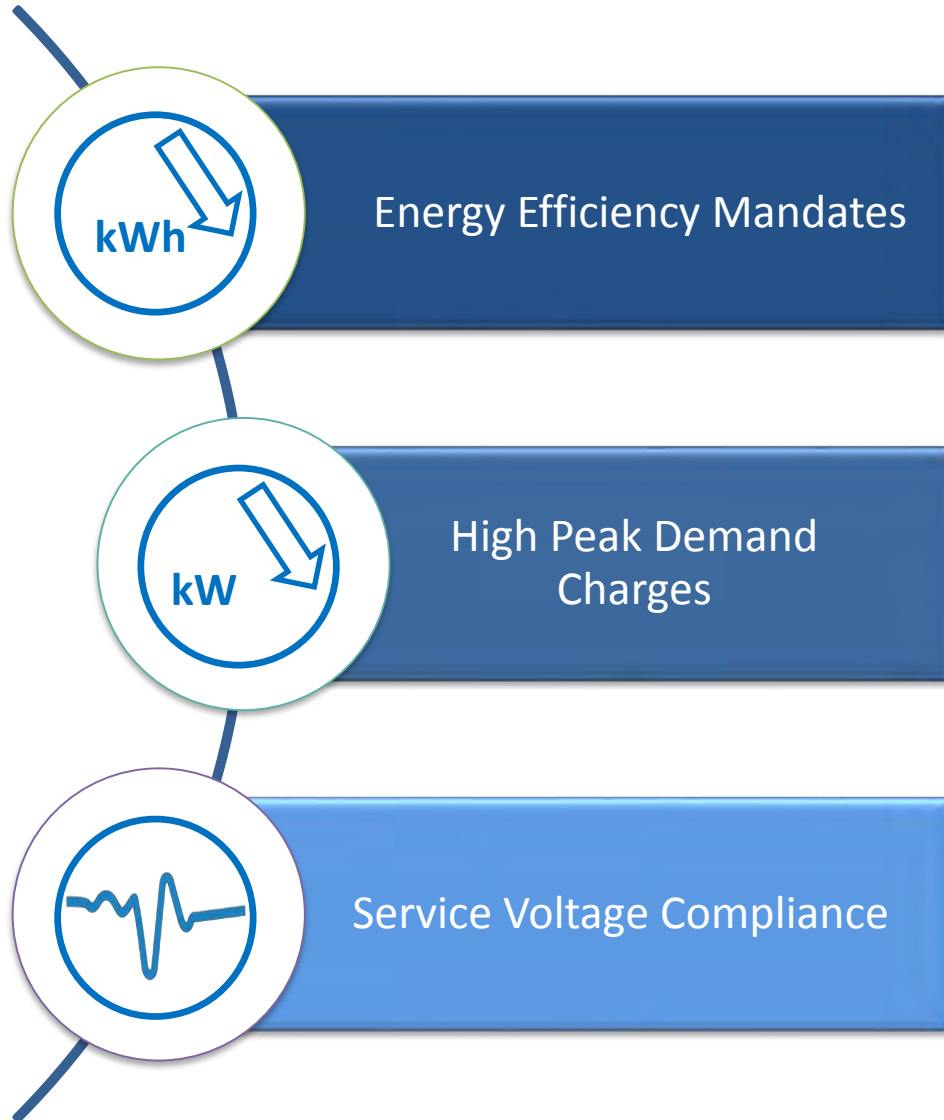 kWh
Energy Efficiency Mandates
kW
High Peak Demand
Charges
Service Voltage Compliance